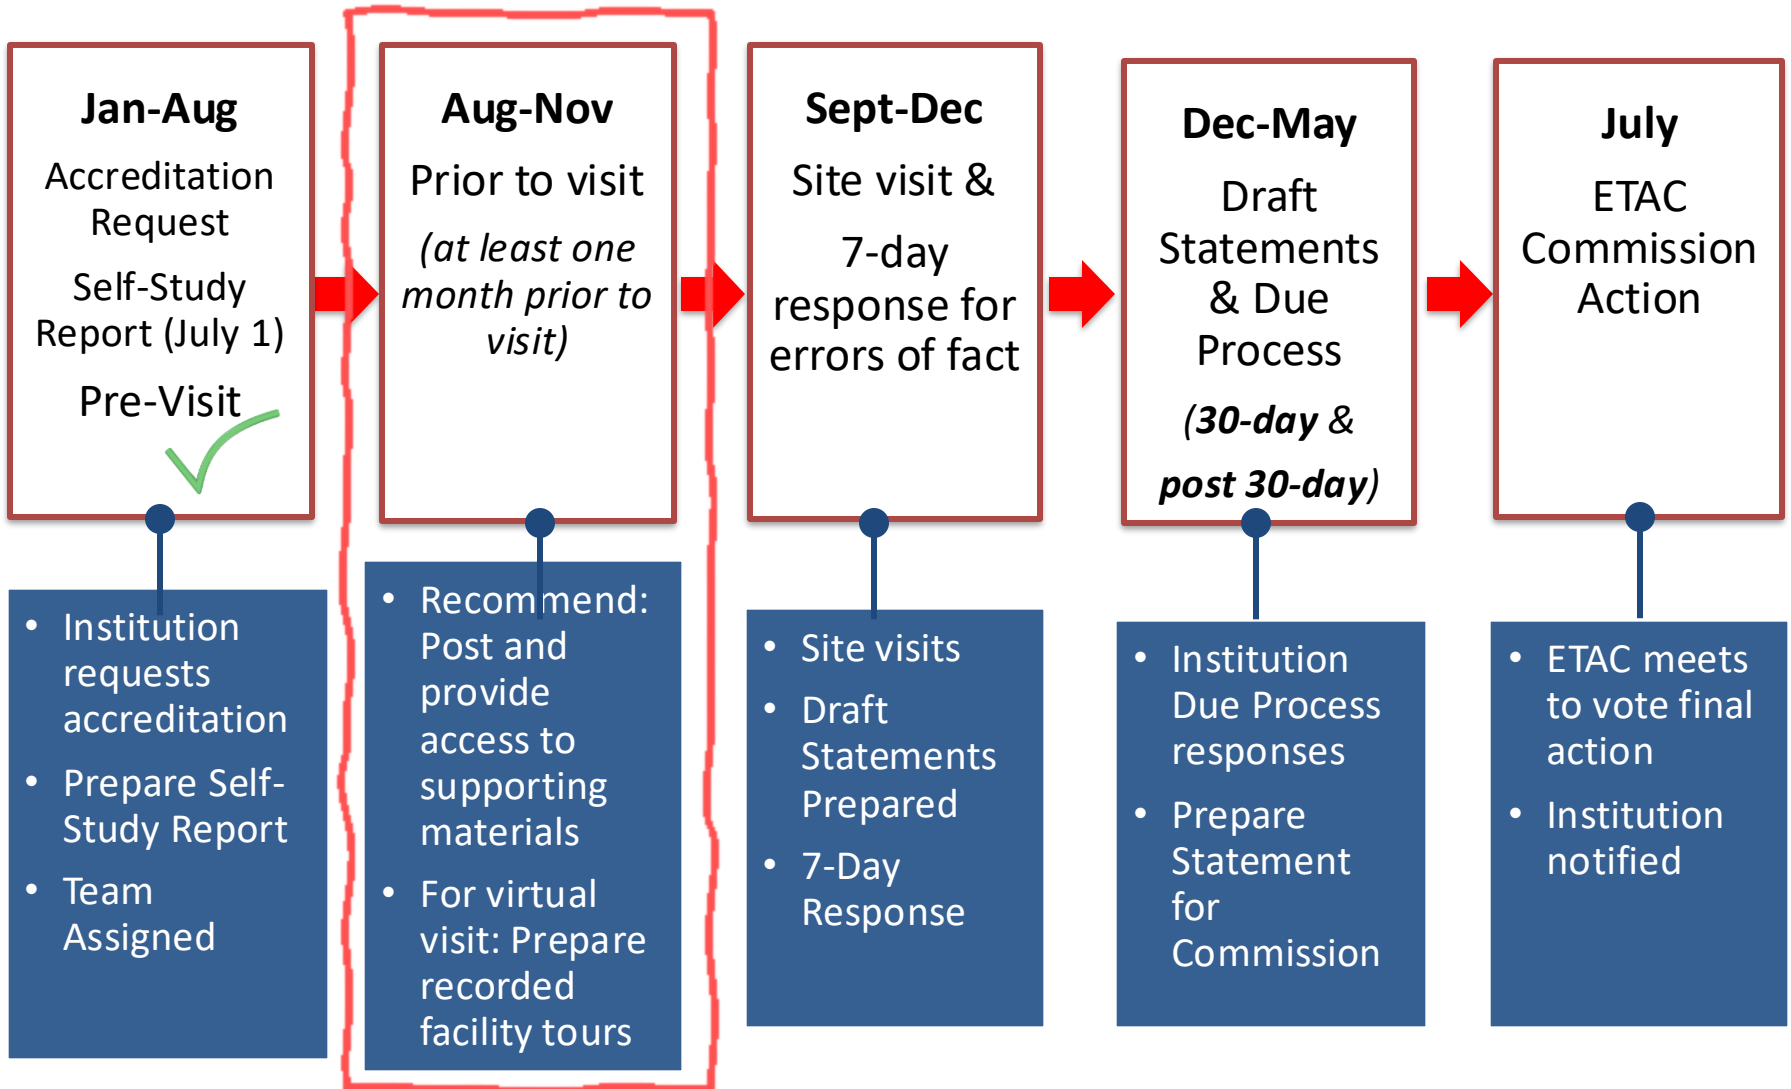 Jan-Aug
Accreditation
Request
Self-Study
Report (July 1)
Pre-Visit
Aug-Nov
Prior to visit
(at least one
month prior to
visit)
Sept-Dec
Site visit &
7-day
response for
errors of fact
Dec-May
Draft
Statements
& Due
Process
(30-day &
post 30-day)
July
ETAC
Commission
Action
• Institution
requests
accreditation
• Prepare Self-
Study Report
• Team
Assigned
• Recommend:
Post and
provide
access to
supporting
materials
• For virtual
visit: Prepare
recorded
facility tours
• Site visits
• Draft
Statements
Prepared
• 7-Day
Response
• Institution
Due Process
responses
• Prepare
Statement
for
Commission
• ETAC meets
to vote final
action
• Institution
notified